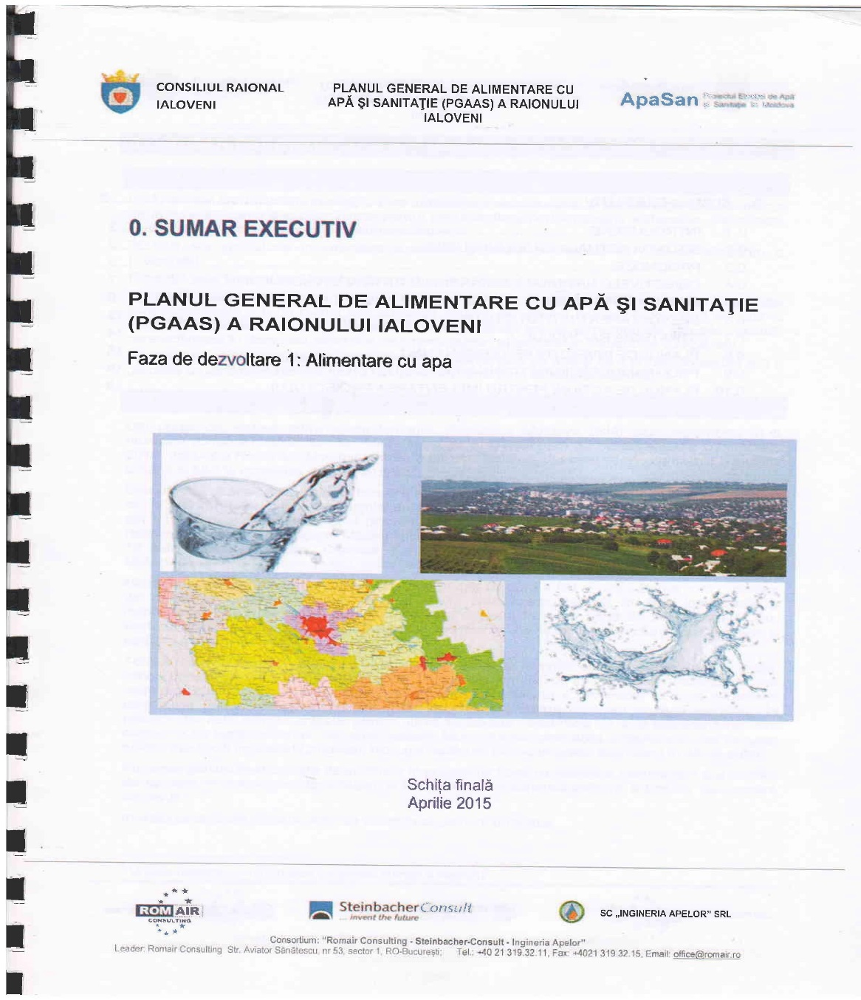 CONSILIUL RAIONAL
IALOVENI
PLANUL GENERAL DE ALIMENTARE CU
APĂ ŞI SANITAŢIE (PGAAS) A RAIONULUI
IALOVENI
ApaSan
Proiectul Elveţiei de Apă
şi Sanitaţie în Moldova
0. SUMAR EXECUTIV
PLANUL GENERAL DE ALIMENTARE CU APĂ ŞI SANITAŢIE
(PGAAS) A RAIONULUI IALOVENI
Faza de dezvoltare 1: Alimentare cu apa
Schiţa finală
Aprilie 2015
ROMAIR
CONSULTING
SteinbacherConsult
... invent the future
SC „INGINERIA APELOR” SRL
Consortium: "Romair Consulting - Steinbacher-Consult - Ingineria Apelor"
Leader: Romair Consulting Str. Aviator Sănătescu, nr 53, sector 1, RO-Bucureşti; Tel.: +40 21 319.32.11, Fax: +4021 319.32.15, Email: office@romair.ro